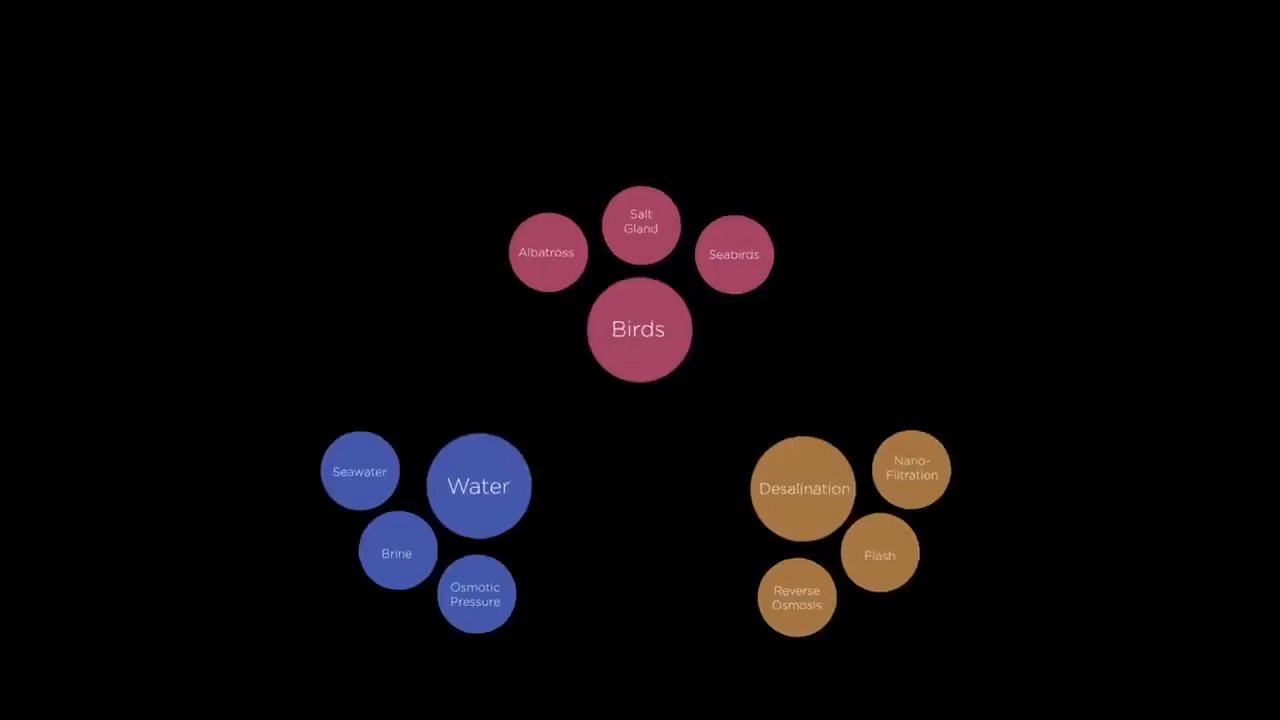 Salt
Gland
Albatross
Seabirds
Birds
Seawater
Water
Brine
Osmotic
Pressure
Desalination
Nano-
Filtration
Flash
Reverse
Osmosis